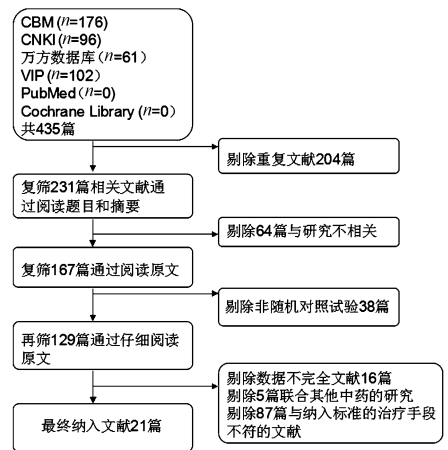 CBM (n=176)
CNKI (n=96)
万方数据库（n=61）
VIP (n=102)
PubMed (n=0)
Cochrane Library (n=0)
共435篇
剔除重复文献204篇
复筛231篇相关文献通
过阅读题目和摘要
剔除64篇与研究不相关
复筛167篇通过阅读原文
剔除非随机对照试验38篇
再筛129篇通过仔细阅读
原文
剔除数据不完全文献16篇
剔除5篇联合其他中药的研究
剔除87篇与纳入标准的治疗手段
不符的文献
最终纳入文献21篇